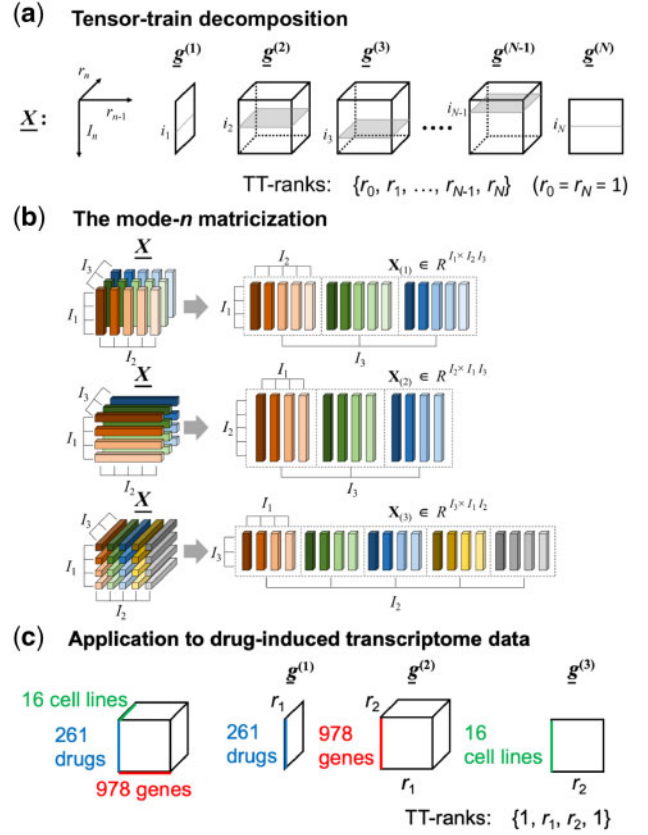 (a) Tensor-train decomposition
g(1) g(2) g(3) g(N-1) g(N)
X :
rn
rn-1
In
i1
i2
i3
....
iN-1
iN
TT-ranks: {r0, r1, …, rN-1, rN} (r0 = rN = 1)
(b) The mode-n matricization
X
I3
I1
I2
I2
I1
I3
X(1) ∈ R I1× I2 I3
X
I3
I1
I2
I1
I2
I3
X(2) ∈ R I2× I1 I3
X
I3
I1
I2
I1
I3
I2
X(3) ∈ R I3× I1 I2
(c) Application to drug-induced transcriptome data
g(1) g(2) g(3)
16 cell lines
261
drugs
978 genes
r1
261
drugs
r2
978
genes
r1
16
cell lines
r2
TT-ranks: {1, r1, r2, 1}